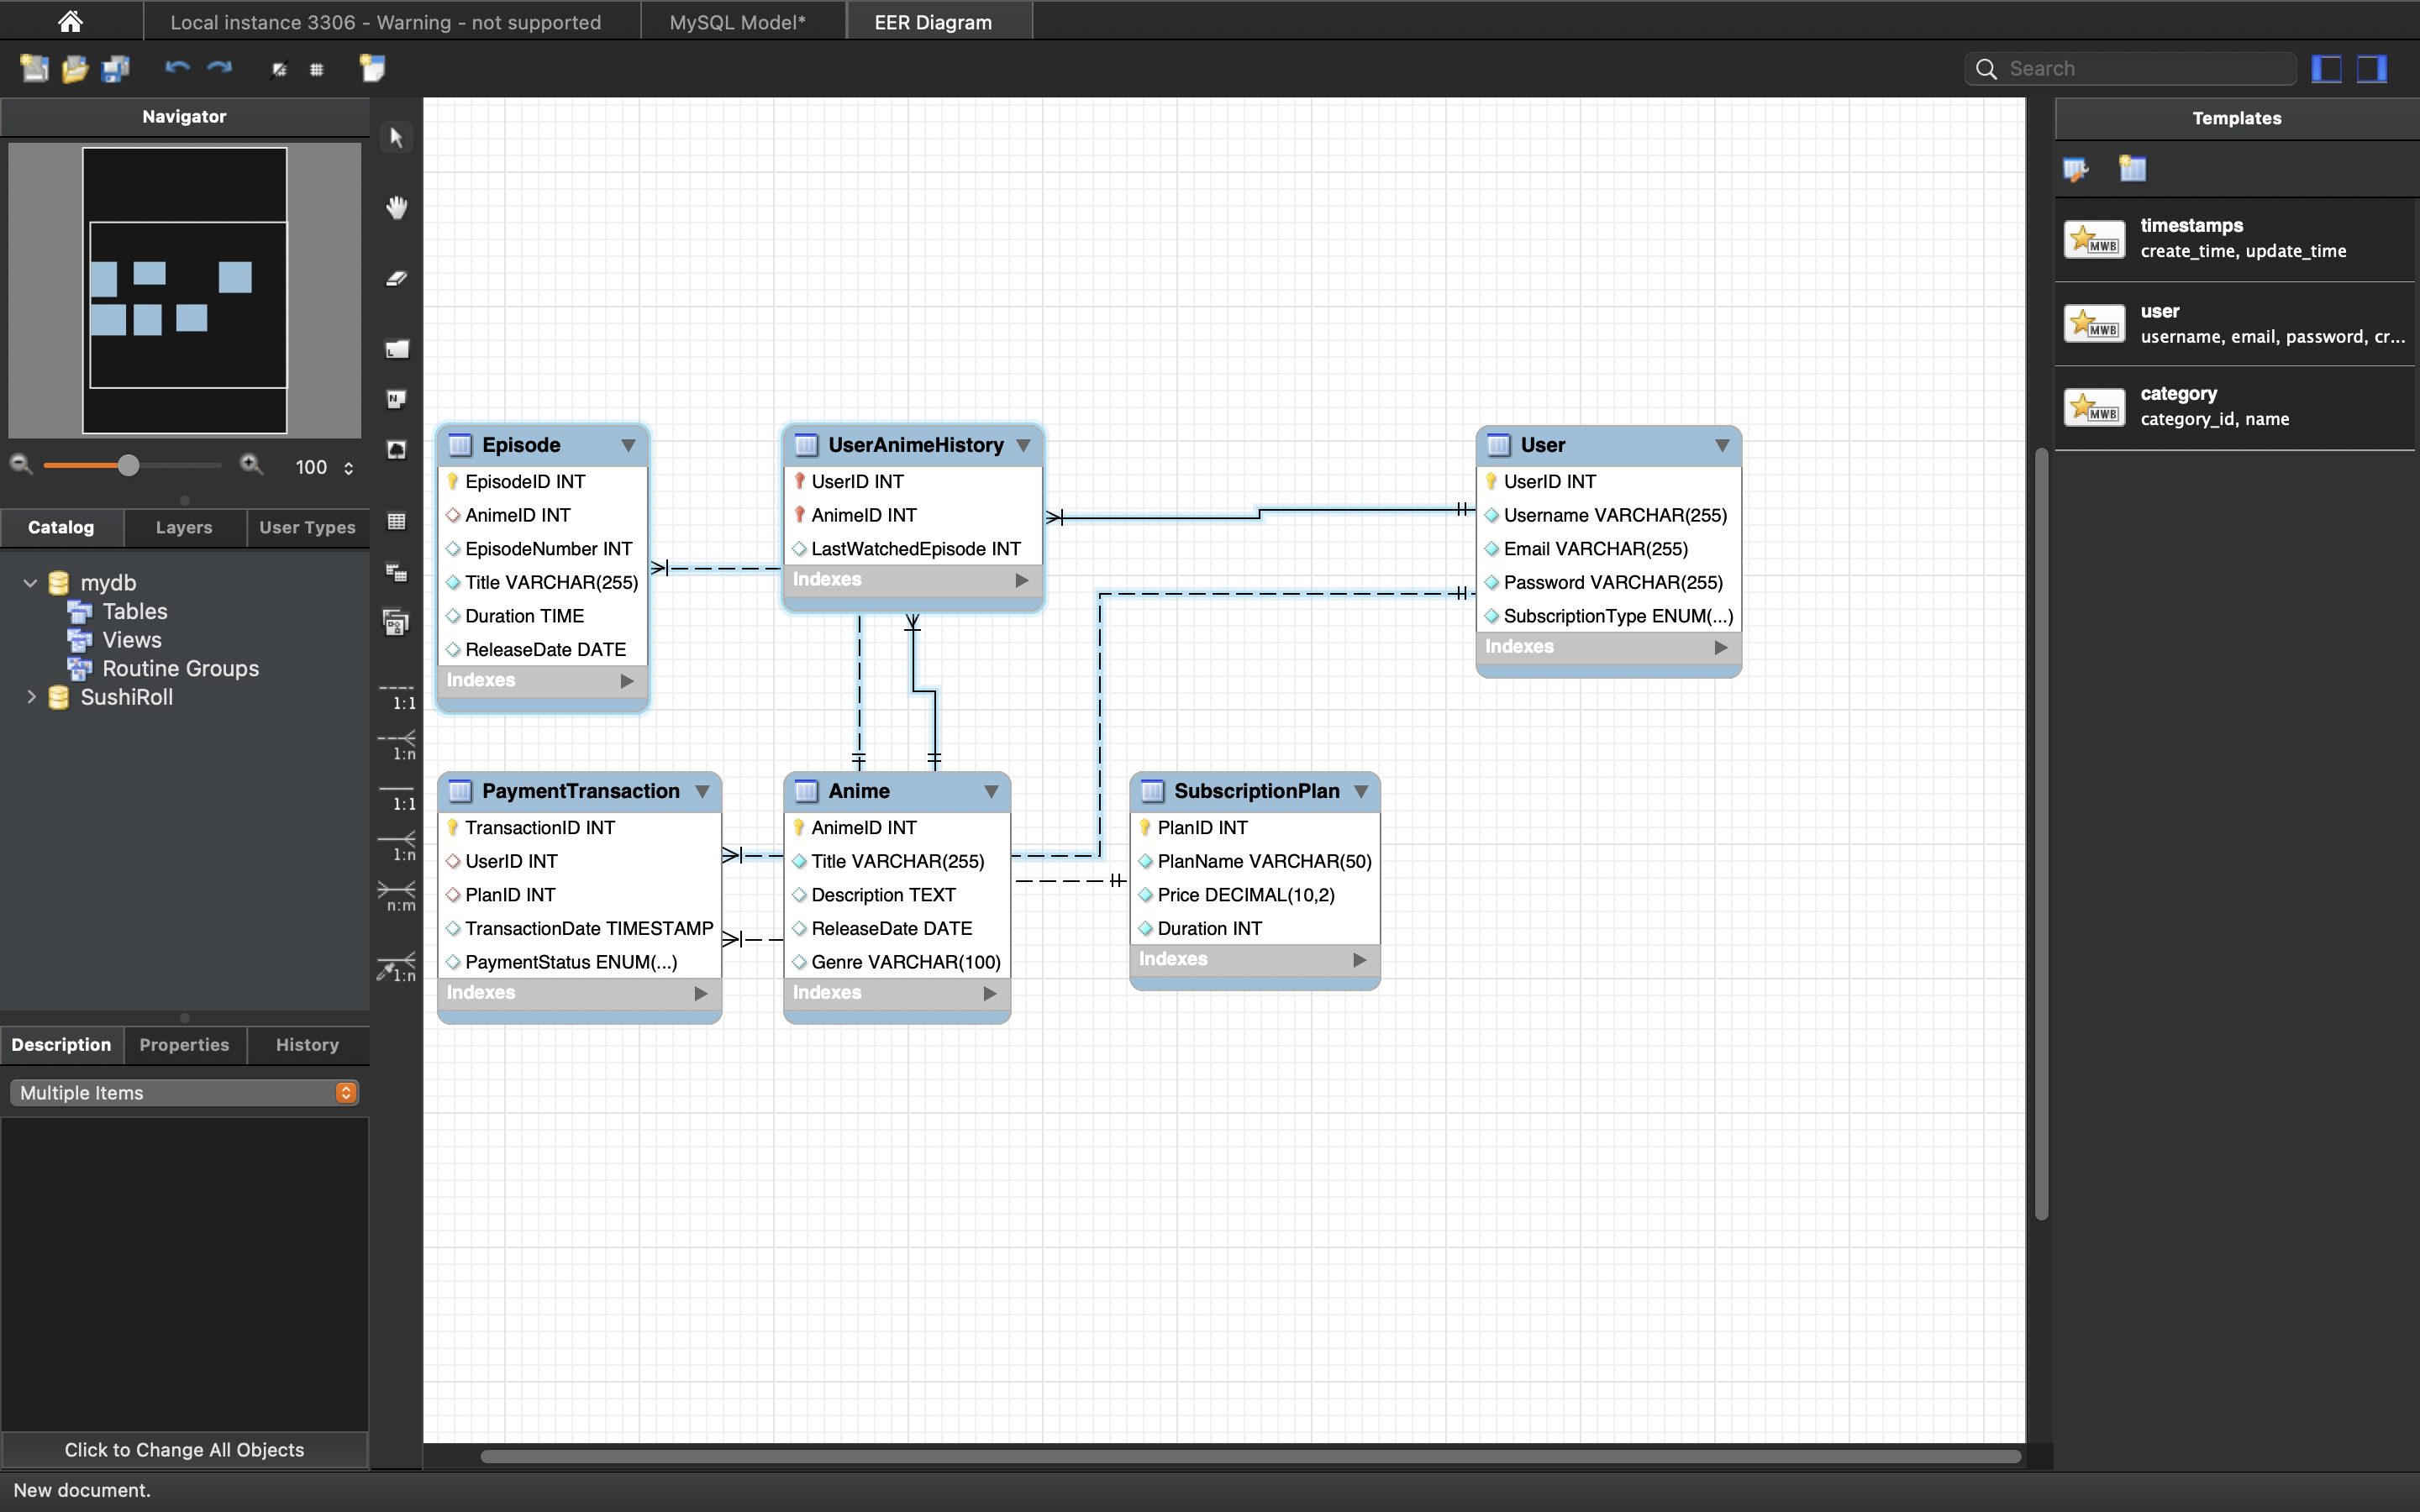 Local instance 3306 - Warning - not supported
MySQL Model*
EER Diagram
Search
Navigator
100
Catalog
Layers
User Types
mydb
Tables
Views
Routine Groups
SushiRoll
Description
Properties
History
Multiple Items
Click to Change All Objects
New document.
L
N
1:1
1:n
1:1
1:n
n:m
1:n
Episode
EpisodeID INT
AnimeID INT
EpisodeNumber INT
Title VARCHAR(255)
Duration TIME
ReleaseDate DATE
Indexes
UserAnimeHistory
UserID INT
AnimeID INT
LastWatchedEpisode INT
Indexes
User
UserID INT
Username VARCHAR(255)
Email VARCHAR(255)
Password VARCHAR(255)
SubscriptionType ENUM(...)
Indexes
PaymentTransaction
TransactionID INT
UserID INT
PlanID INT
TransactionDate TIMESTAMP
PaymentStatus ENUM(...)
Indexes
Anime
AnimeID INT
Title VARCHAR(255)
Description TEXT
ReleaseDate DATE
Genre VARCHAR(100)
Indexes
SubscriptionPlan
PlanID INT
PlanName VARCHAR(50)
Price DECIMAL(10,2)
Duration INT
Indexes
Templates
MWB
timestamps
create_time, update_time
MWB
user
username, email, password, cr...
MWB
category
category_id, name